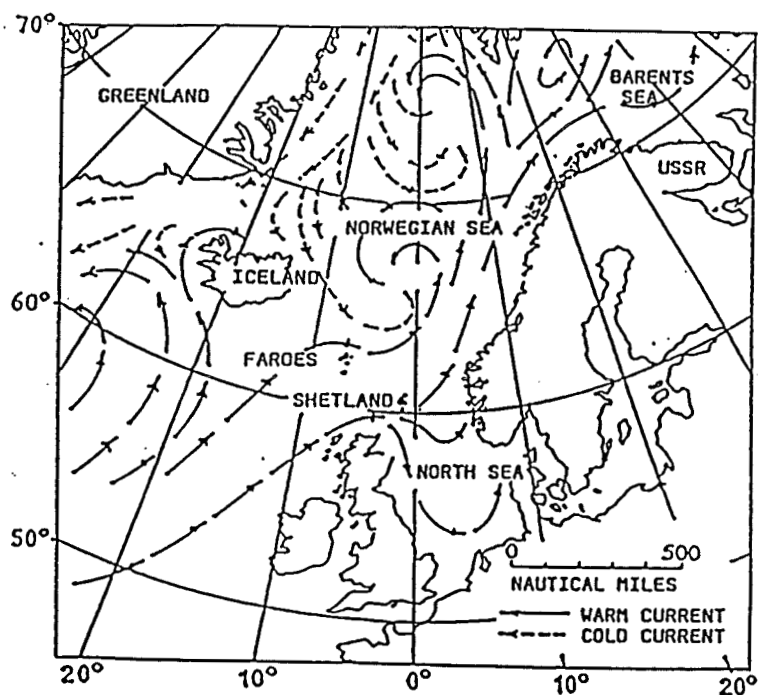 70°
GREENLAND
BARENTS
SEA
USSR
NORWEGIAN SEA
ICELAND
60°
FAROES
SHETLAND
NORTH SEA
50°
0 500
NAUTICAL MILES
WARM CURRENT
COLD CURRENT
20° 10° 0° 10° 20°